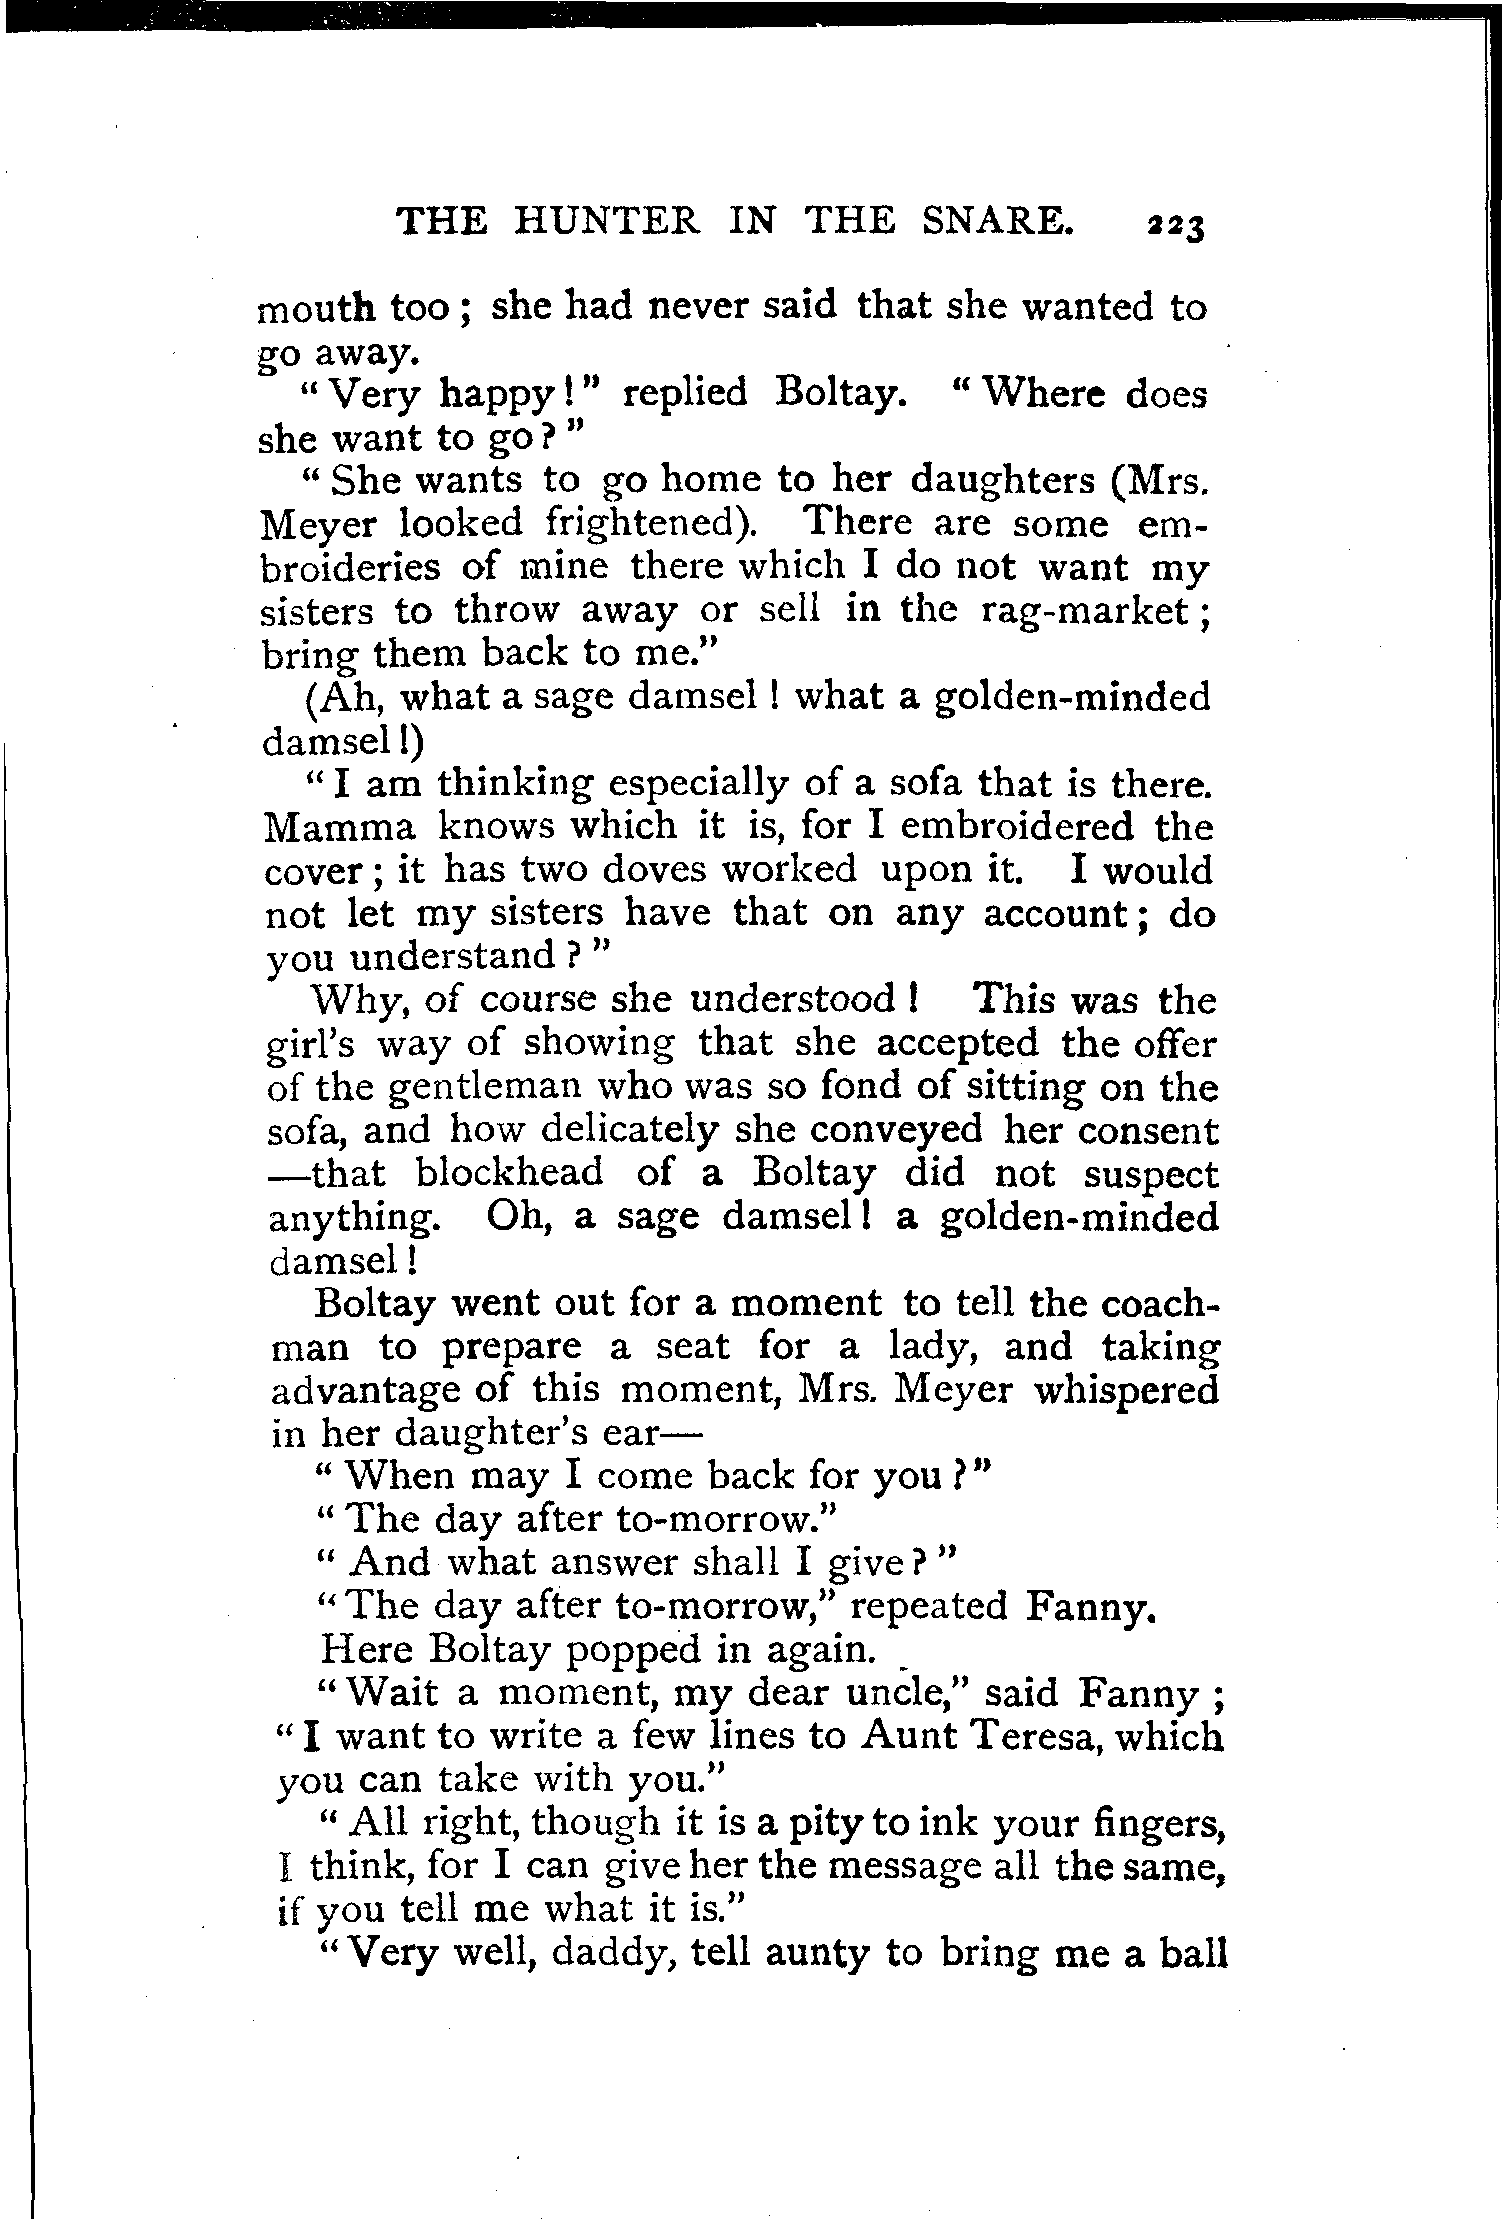 THE HUNTER IN THE SNARE. 223
mouth too; she had never said that she wanted to
go away.
"Very happy!" replied Boltay. "Where does
she want to go?"
"She wants to go home to her daughters (Mrs.
Meyer looked frightened). There are some em-
broideries of mine there which I do not want my
sisters to throw away or sell in the rag-market;
bring them back to me."
(Ah, what a sage damsel! what a golden-minded
damsel!)
"I am thinking especially of a sofa that is there.
Mamma knows which it is, for I embroidered the
cover; it has two doves worked upon it. I would
not let my sisters have that on any account; do
you understand?"
Why, of course she understood! This was the
girl's way of showing that she accepted the offer
of the gentleman who was so fond of sitting on the
sofa, and how delicately she conveyed her consent
—that blockhead of a Boltay did not suspect
anything. Oh, a sage damsel! a golden-minded
damsel!
Boltay went out for a moment to tell the coach-
man to prepare a seat for a lady, and taking
advantage of this moment, Mrs. Meyer whispered
in her daughter's ear—
"When may I come back for you?"
"The day after to-morrow."
"And what answer shall I give?"
"The day after to-morrow," repeated Fanny.
Here Boltay popped in again.
"Wait a moment, my dear uncle," said Fanny;
"I want to write a few lines to Aunt Teresa, which
you can take with you."
"All right, though it is a pity to ink your fingers,
I think, for I can give her the message all the same,
if you tell me what it is."
"Very well, daddy, tell aunty to bring me a ball